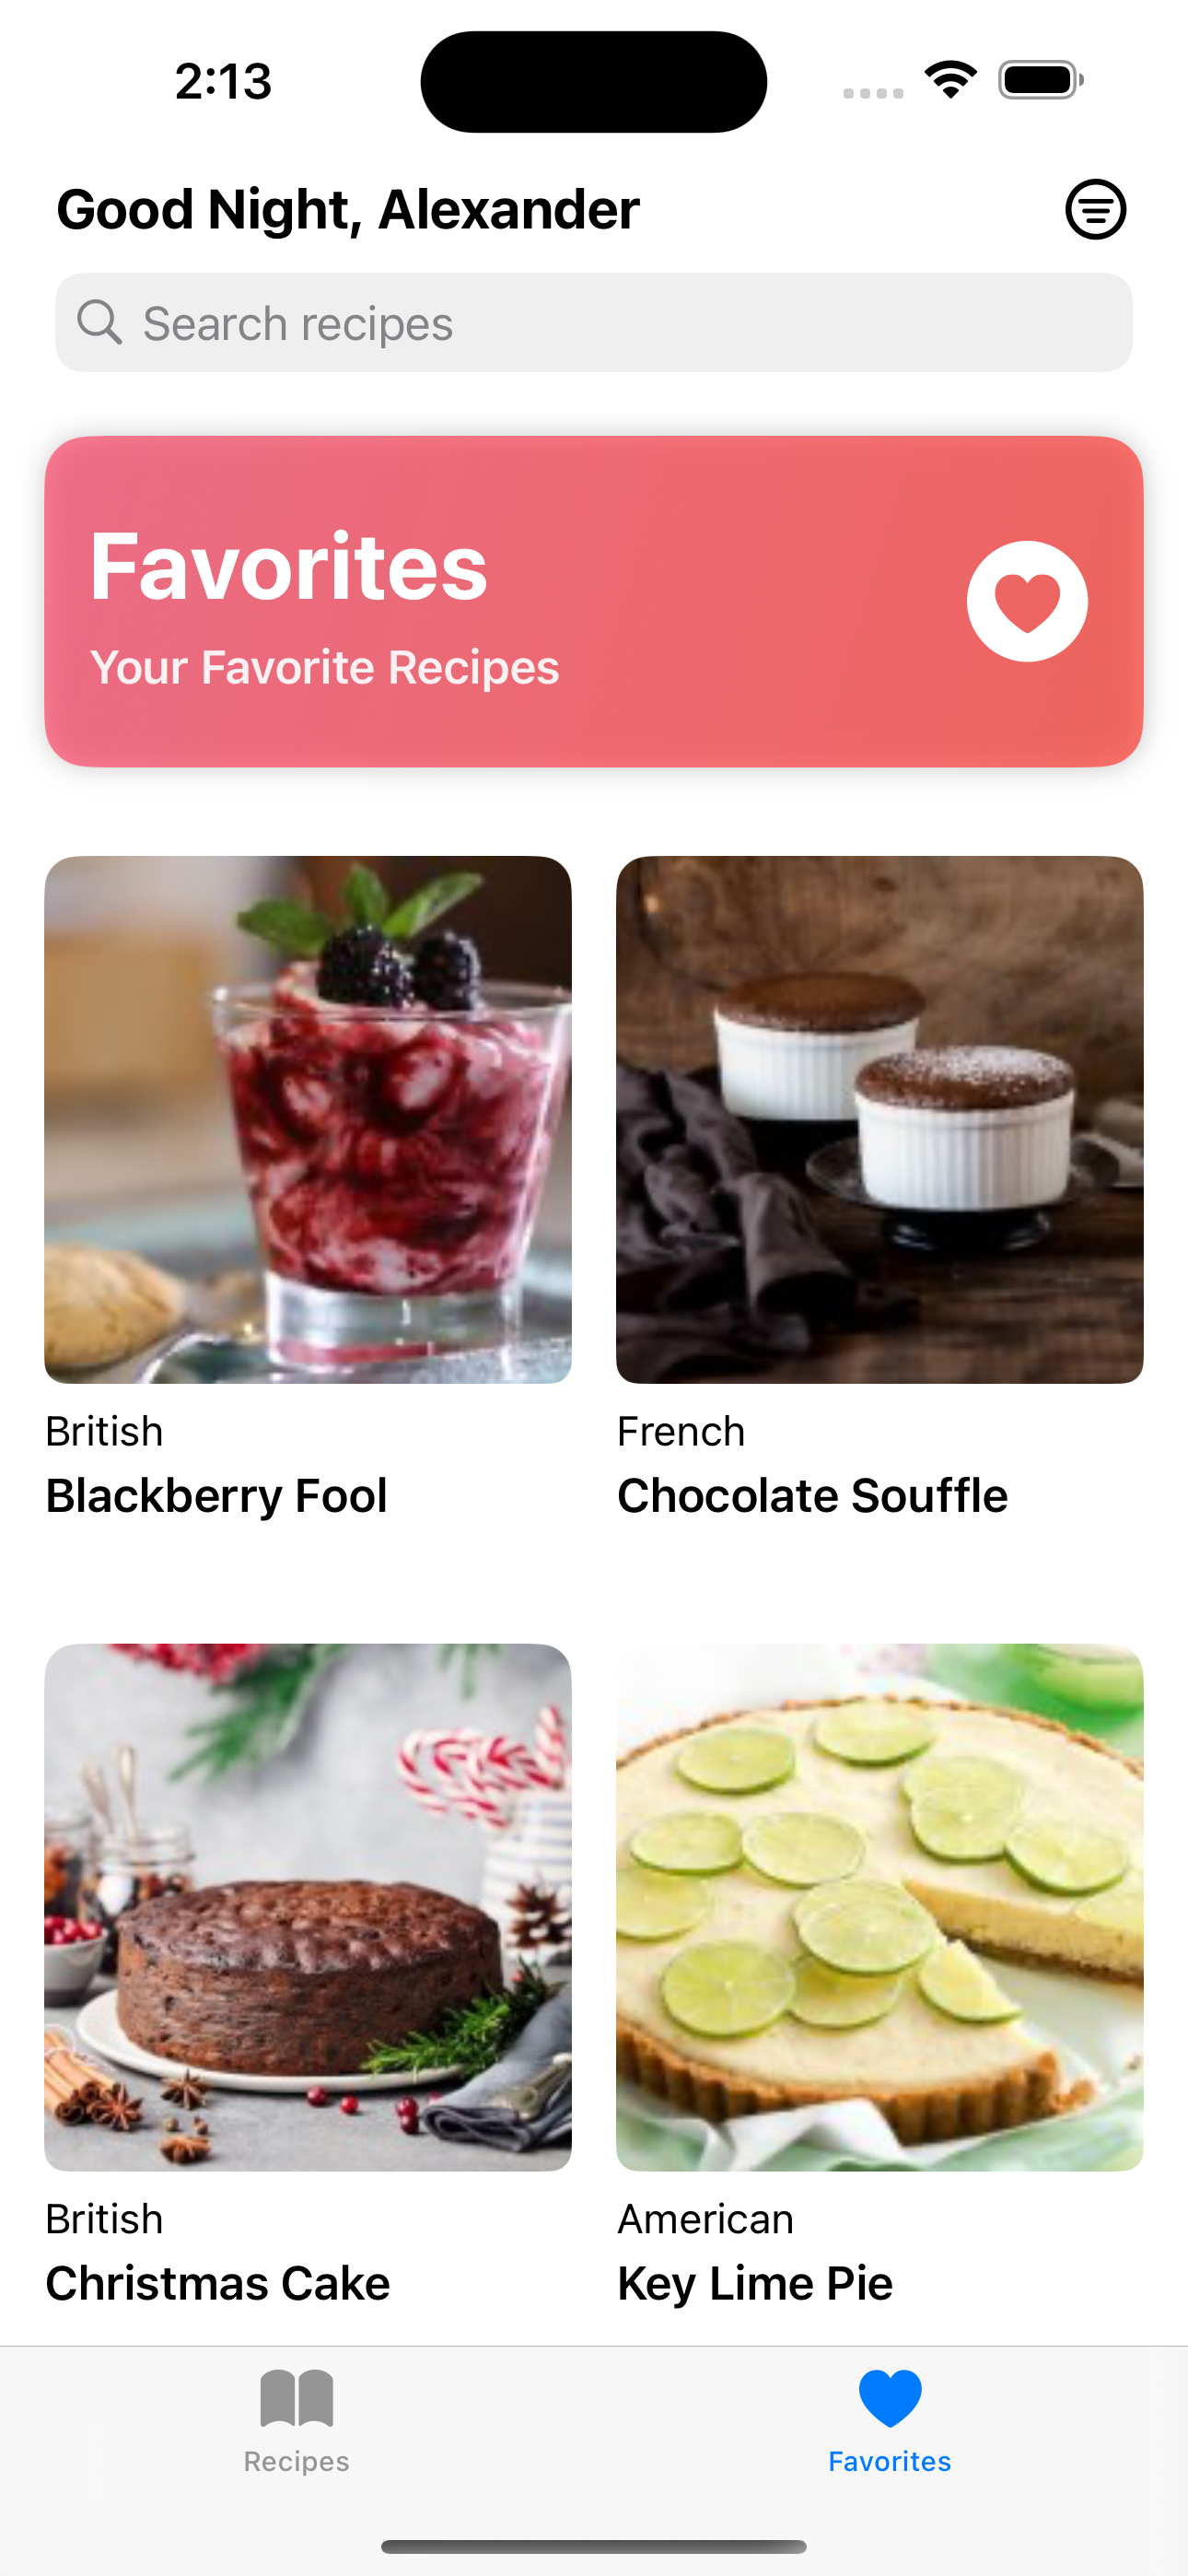 2:13
Good Night, Alexander
Search recipes
Favorites
Your Favorite Recipes
British
Blackberry Fool
French
Chocolate Souffle
British
Christmas Cake
American
Key Lime Pie
Recipes
Favorites